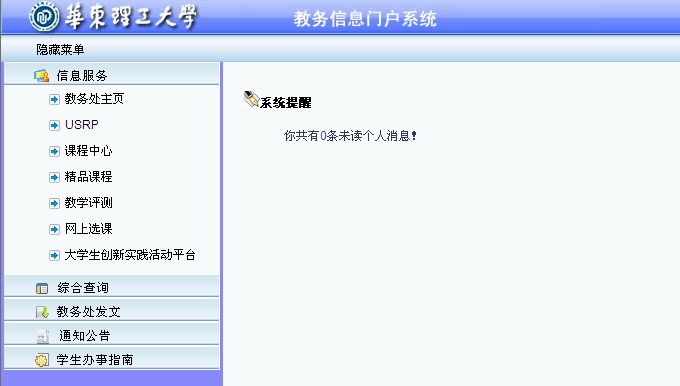 華東理工大学
教务信息门户系统
隐藏菜单
信息服务
教务处主页
USRP
课程中心
精品课程
教学评测
网上选课
大学生创新实践活动平台
综合查询
教务处发文
通知公告
学生办事指南
系统提醒
你共有0条未读个人消息!